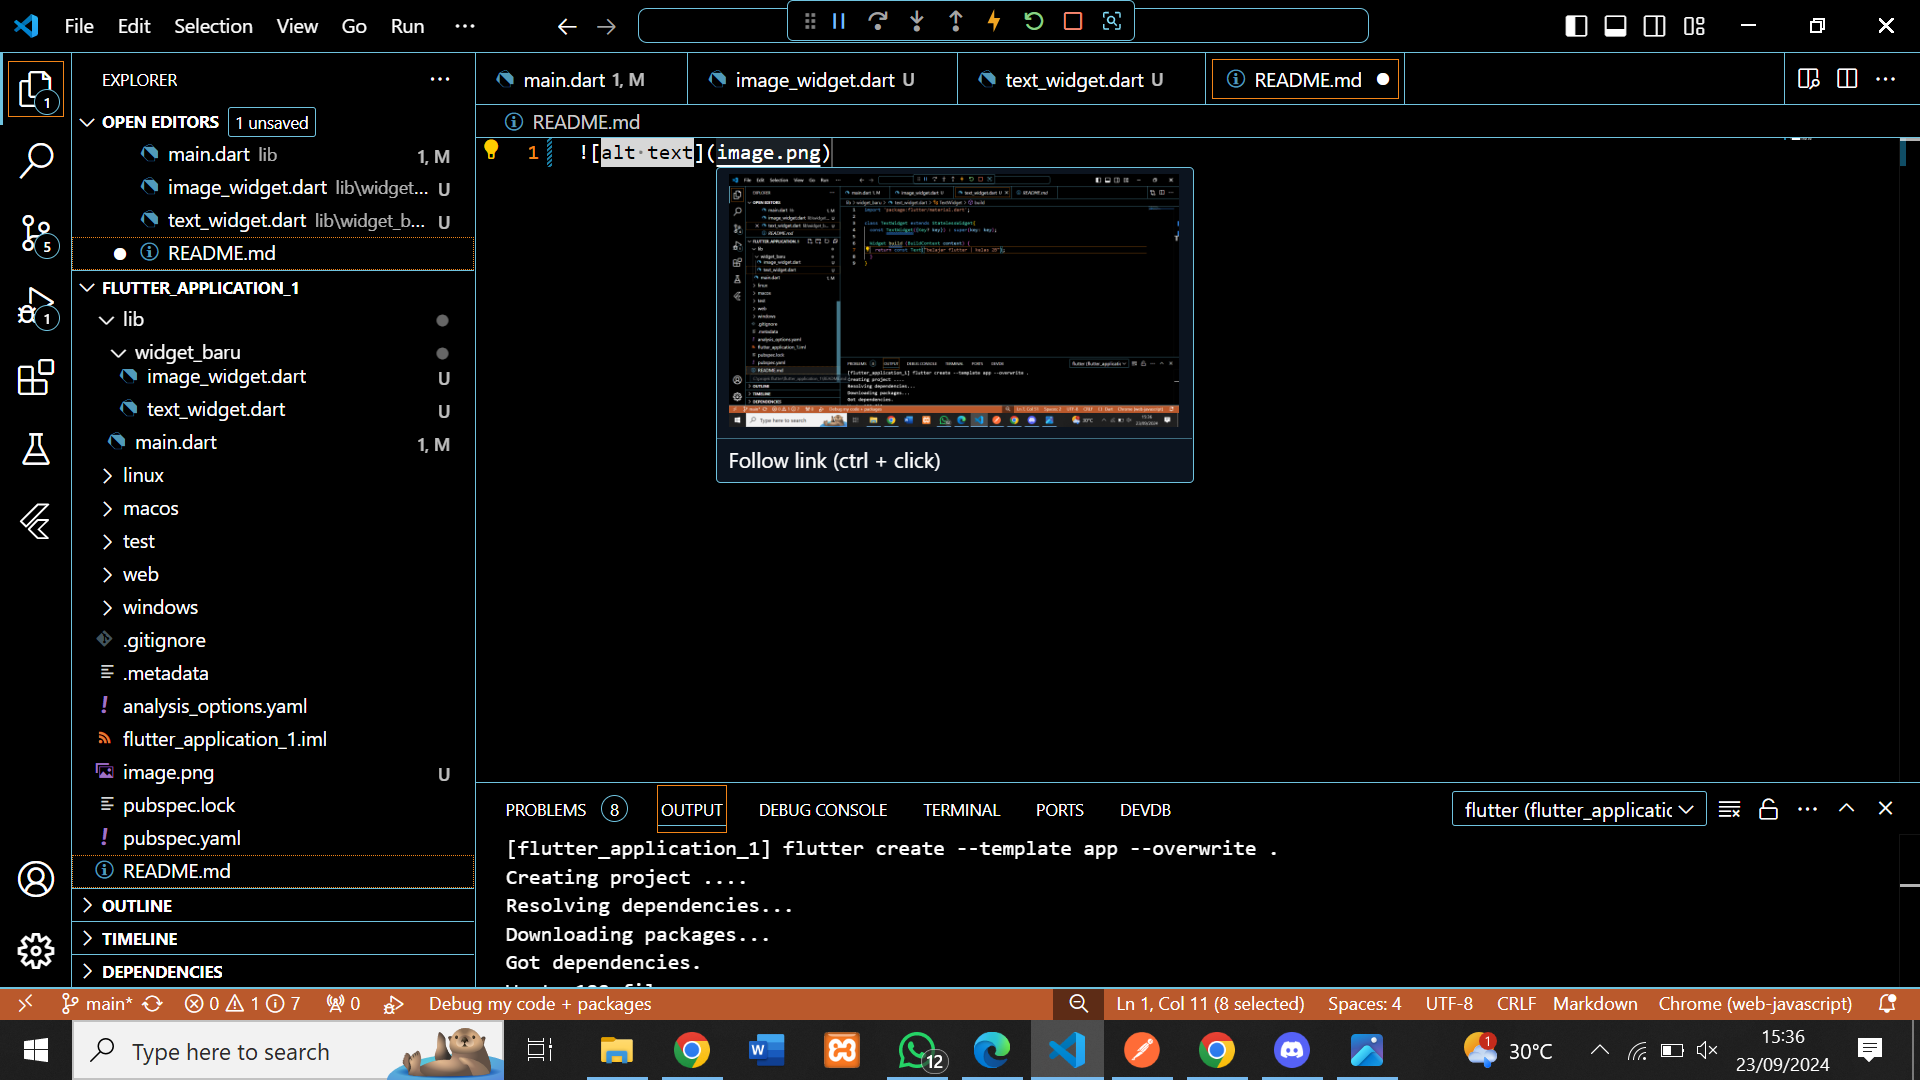 File Edit Selection View Go Run ···
EXPLORER
OPEN EDITORS 1 unsaved
main.dart lib 1, M
image_widget.dart lib\widget... U
text_widget.dart lib\widget_b... U
README.md
FLUTTER_APPLICATION_1
lib
widget_baru
image_widget.dart U
text_widget.dart U
main.dart 1, M
linux
macos
test
web
windows
.gitignore
.metadata
analysis_options.yaml
flutter_application_1.iml
image.png U
pubspec.lock
pubspec.yaml
README.md
OUTLINE
TIMELINE
DEPENDENCIES
1
5
1
main.dart 1, M image_widget.dart U text_widget.dart U README.md
README.md
1 ![alt·text](image.png)
Follow link (ctrl + click)
PROBLEMS 8 OUTPUT DEBUG CONSOLE TERMINAL PORTS DEVDB flutter (flutter_applicatic
[flutter_application_1] flutter create --template app --overwrite .
Creating project ....
Resolving dependencies...
Downloading packages...
Got dependencies.
main* 0 1 7 0 Debug my code + packages Ln 1, Col 11 (8 selected) Spaces: 4 UTF-8 CRLF Markdown Chrome (web-javascript)
Type here to search 12 1 30°C 15:36
23/09/2024